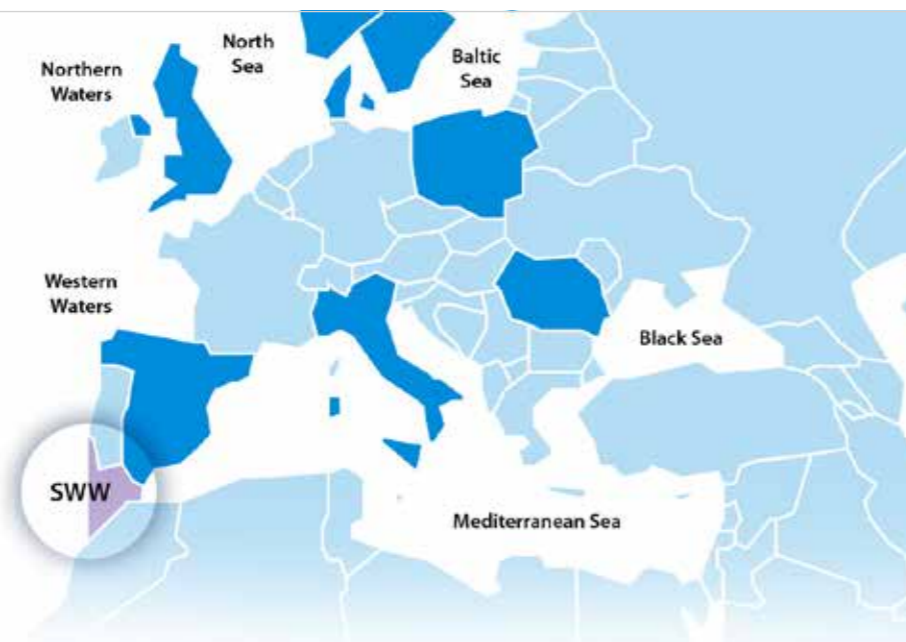 North
Sea
Baltic
Sea
Northern
Waters
Western
Waters
Black Sea
SWW
Mediterranean Sea